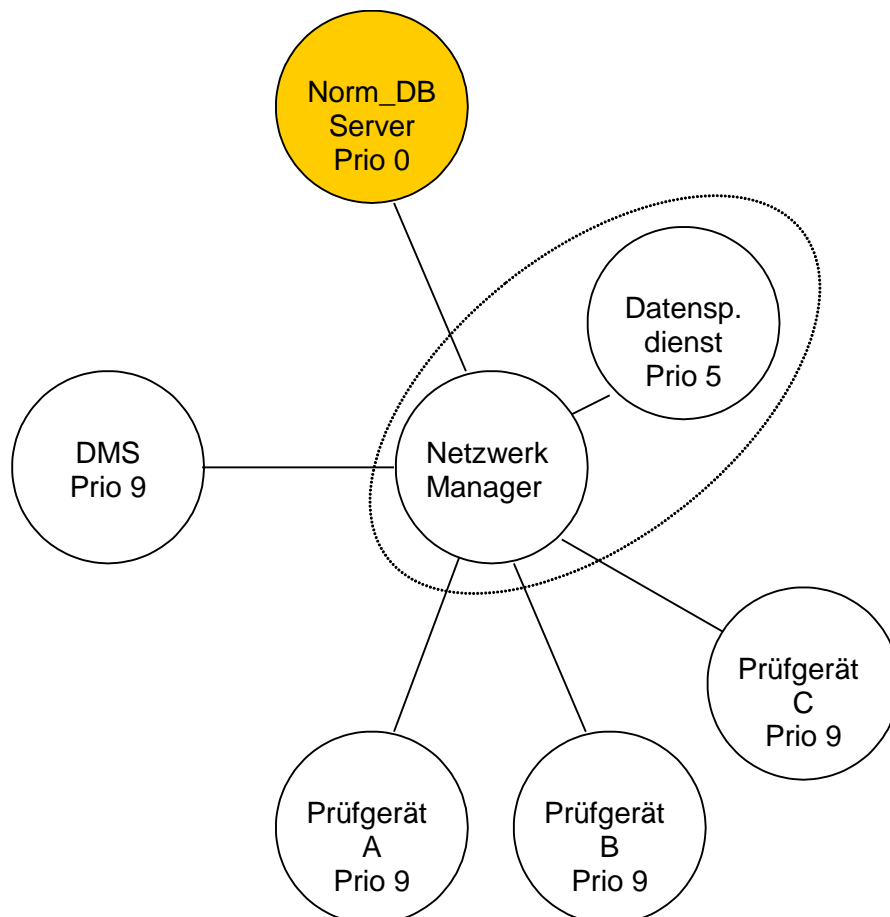 Norm_DB
Server
Prio 0
Datensp.
dienst
Prio 5
DMS
Prio 9
Netzwerk
Manager
Prüfgerät
C
Prio 9
Prüfgerät
A
Prio 9
Prüfgerät
B
Prio 9